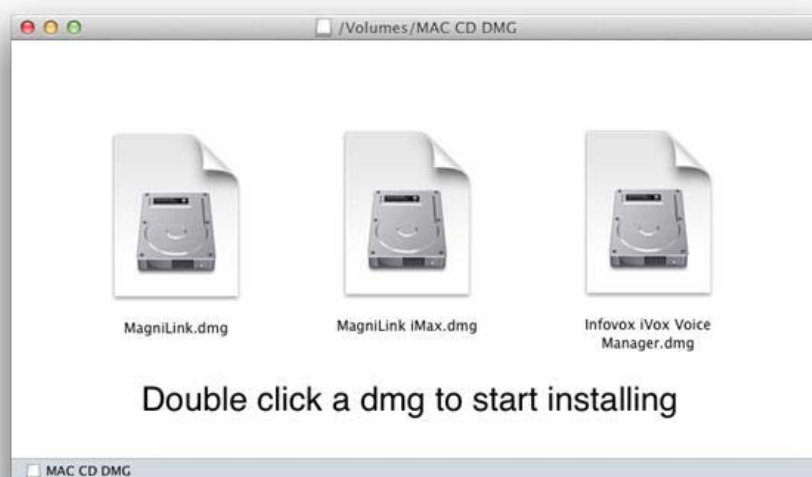 /Volumes/MAC CD DMG
MagniLink.dmg
MagniLink iMax.dmg
Infovox iVox Voice
Manager.dmg
Double click a dmg to start installing
MAC CD DMG